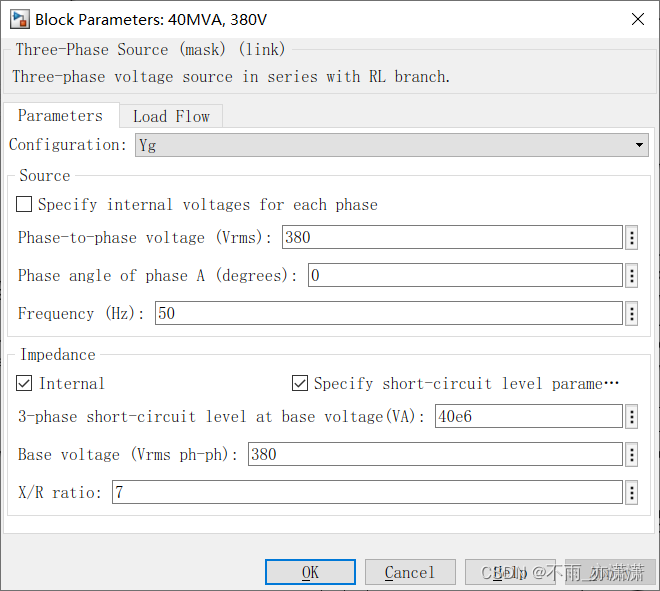 Block Parameters: 40MVA, 380V
Three-Phase Source (mask) (link)
Three-phase voltage source in series with RL branch.
Parameters Load Flow
Configuration: Yg
Source
Specify internal voltages for each phase
Phase-to-phase voltage (Vrms): 380
Phase angle of phase A (degrees): 0
Frequency (Hz): 50
Impedance
Internal Specify short-circuit level parame…
3-phase short-circuit level at base voltage(VA): 40e6
Base voltage (Vrms ph-ph): 380
X/R ratio: 7
OK Cancel Help
CSDN @不雨_亦潇潇